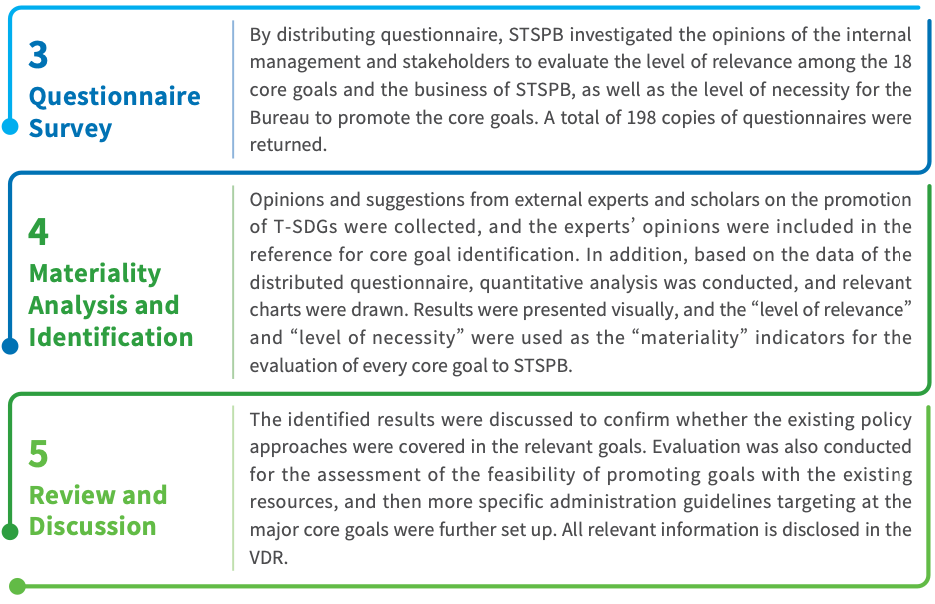 3
Questionnaire
Survey
By distributing questionnaire, STSPB investigated the opinions of the internal
management and stakeholders to evaluate the level of relevance among the 18
core goals and the business of STSPB, as well as the level of necessity for the
Bureau to promote the core goals. A total of 198 copies of questionnaires were
returned.
4
Materiality
Analysis and
Identification
Opinions and suggestions from external experts and scholars on the promotion
of T-SDGs were collected, and the experts’ opinions were included in the
reference for core goal identification. In addition, based on the data of the
distributed questionnaire, quantitative analysis was conducted, and relevant
charts were drawn. Results were presented visually, and the “level of relevance”
and “level of necessity” were used as the “materiality” indicators for the
evaluation of every core goal to STSPB.
5
Review and
Discussion
The identified results were discussed to confirm whether the existing policy
approaches were covered in the relevant goals. Evaluation was also conducted
for the assessment of the feasibility of promoting goals with the existing
resources, and then more specific administration guidelines targeting at the
major core goals were further set up. All relevant information is disclosed in the
VDR.